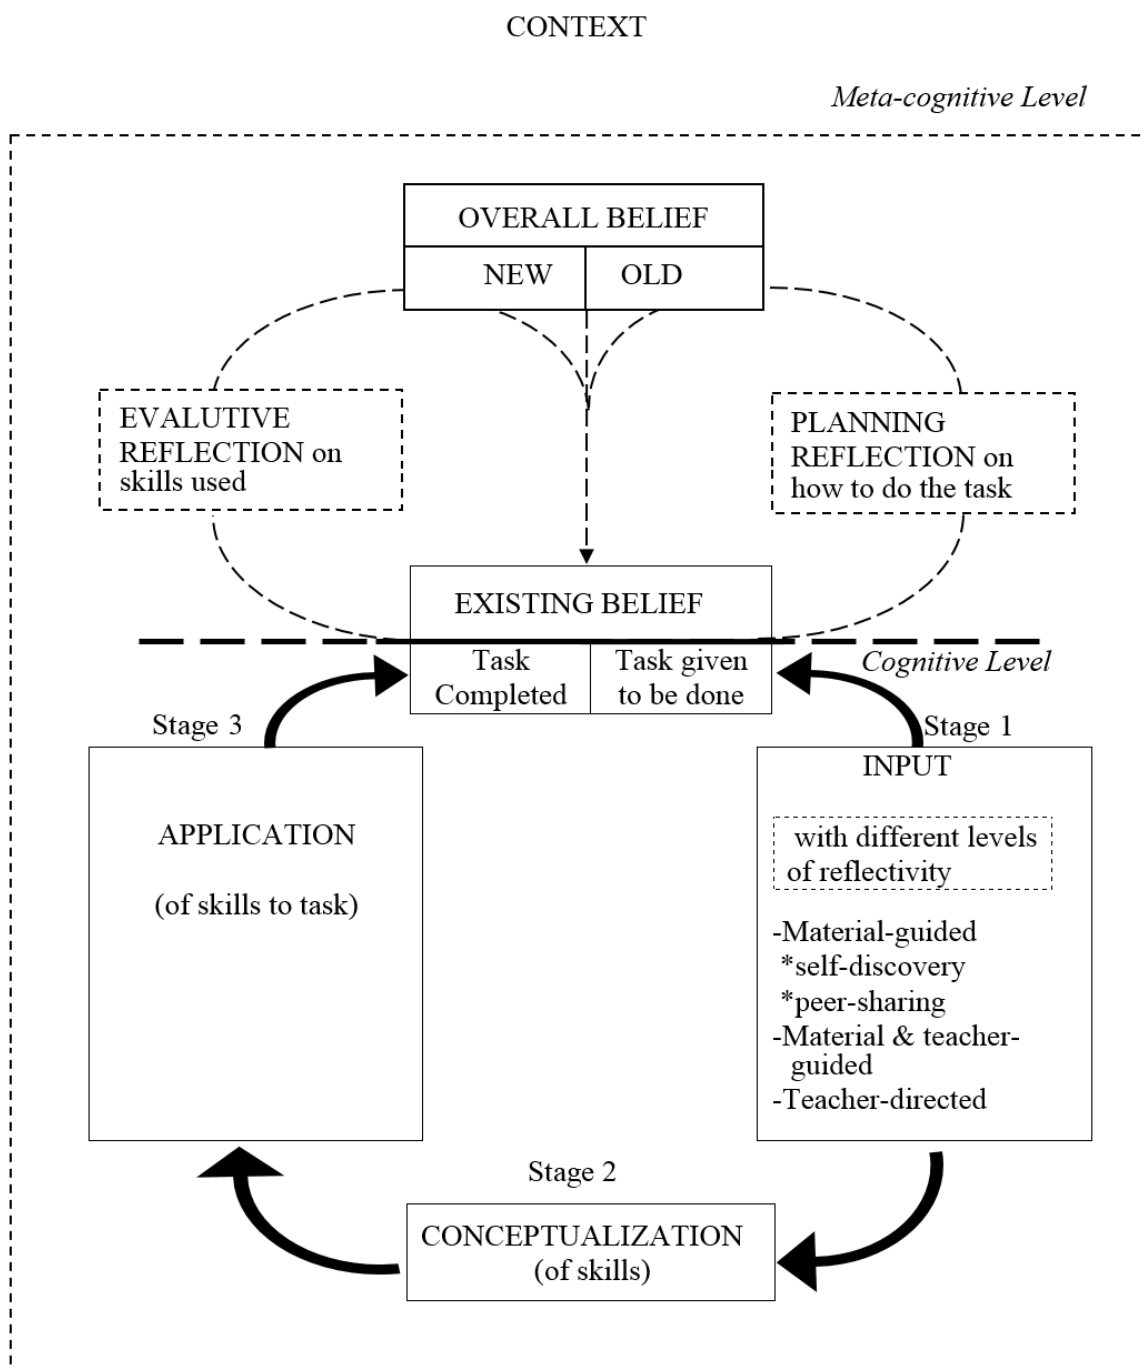 CONTEXT
Meta-cognitive Level
OVERALL BELIEF
NEW
OLD
EVALUTIVE
REFLECTION on
skills used
PLANNING
REFLECTION on
how to do the task
EXISTING BELIEF
Task
Completed
Task given
to be done
Cognitive Level
Stage 3
Stage 1
APPLICATION
(of skills to task)
INPUT
with different levels
of reflectivity
-Material-guided
*self-discovery
*peer-sharing
-Material & teacher-
guided
-Teacher-directed
Stage 2
CONCEPTUALIZATION
(of skills)